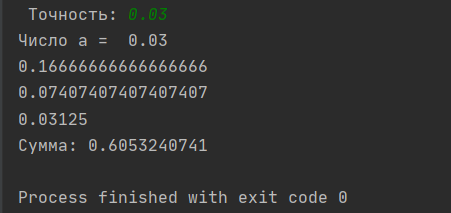 Точность: 0.03
Число a =  0.03
0.16666666666666666
0.07407407407407407
0.03125
Сумма: 0.6053240741
Process finished with exit code 0